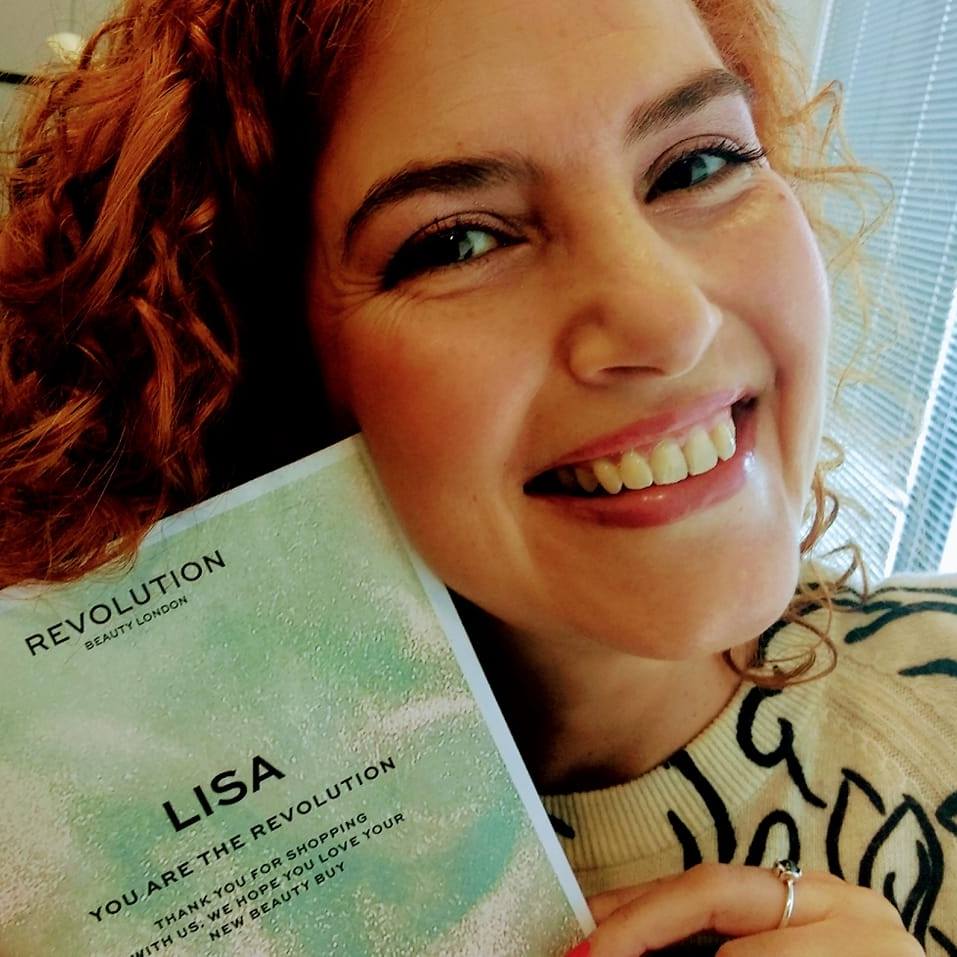 REVOLUTION
BEAUTY LONDON
LISA
YOU ARE THE REVOLUTION
THANK YOU FOR SHOPPING
WITH US. WE HOPE YOU LOVE YOUR
NEW BEAUTY BUY